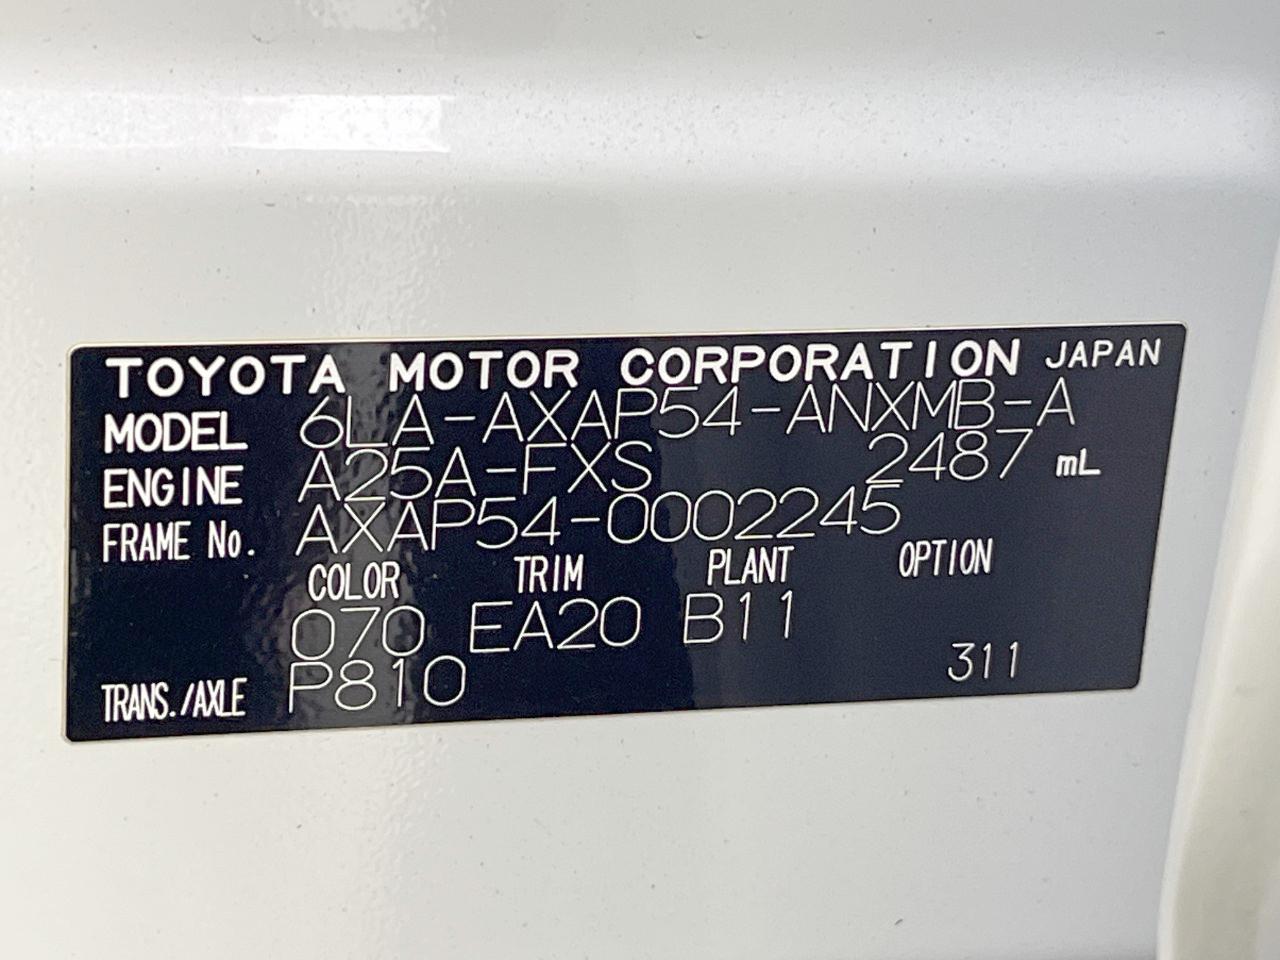 TOYOTA MOTOR CORPORATION JAPAN
MODEL 6LA-AXAP54-ANXMB-A
ENGINE A25A-FXS 2487 mL
FRAME No. AXAP54-0002245
COLOR TRIM PLANT OPTION
070 EA20 B11
TRANS./AXLE P810 311